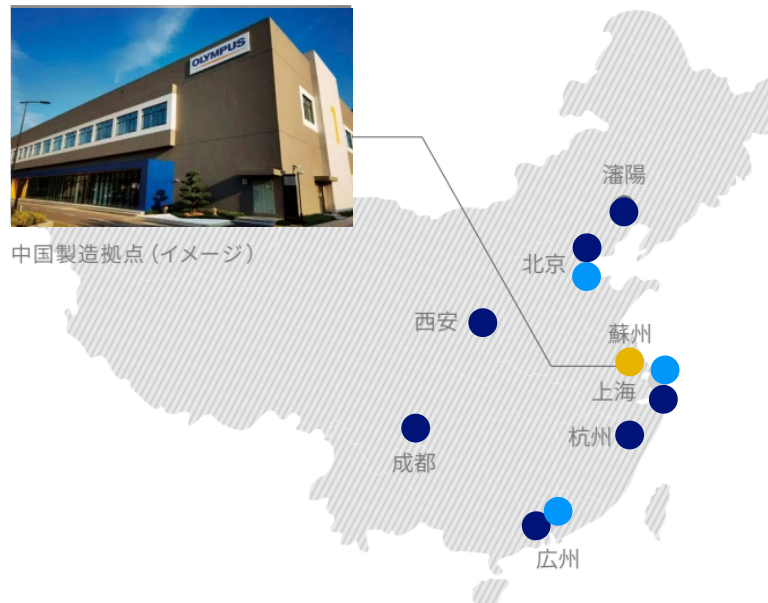 OLYMPUS
中国製造拠点（イメージ）
瀋陽
北京
西安
蘇州
上海
杭州
成都
広州